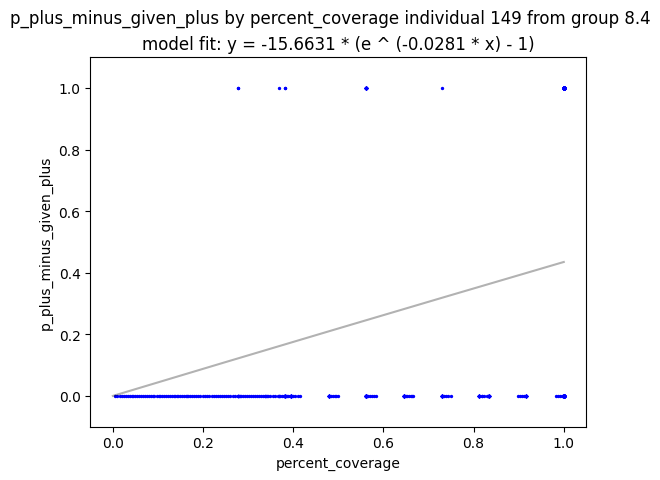 p_plus_minus_given_plus by percent_coverage individual 149 from group 8.4
model fit: y = -15.6631 * (e ^ (-0.0281 * x) - 1)
1.0
0.8
0.6
0.4
0.2
0.0
p_plus_minus_given_plus
0.0 0.2 0.4 0.6 0.8 1.0
percent_coverage